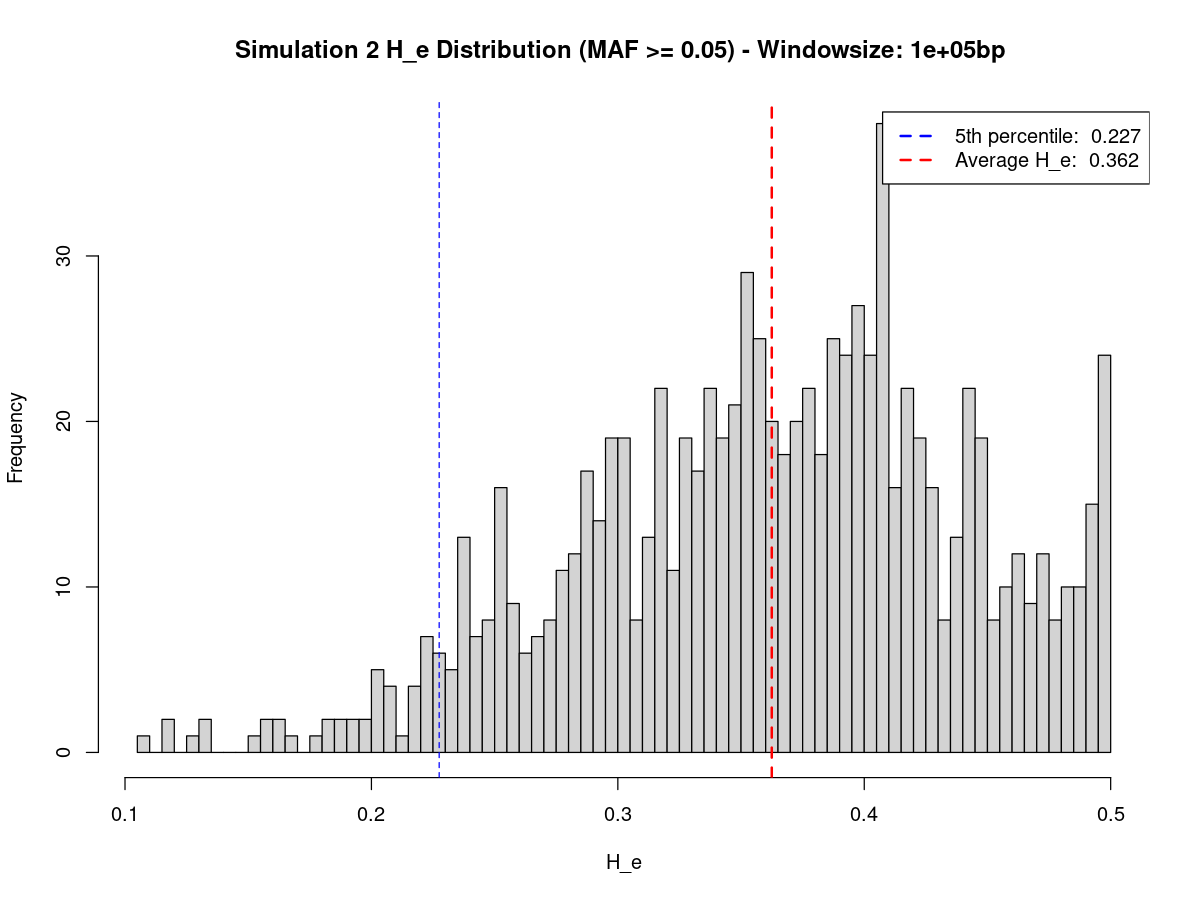 Simulation 2 H_e Distribution (MAF >= 0.05) - Windowsize: 1e+05bp
5th percentile: 0.227
Average H_e: 0.362
Frequency
30
20
10
0
0.1 0.2 0.3 0.4 0.5
H_e